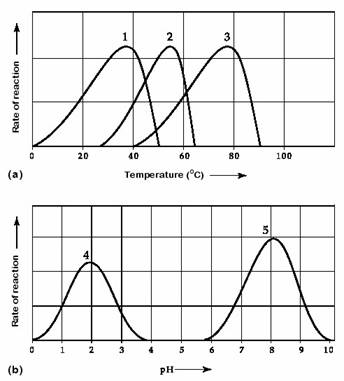 1 2 3
Rate of reaction
0 20 40 60 80 100
(a) Temperature (°C)
4 5
Rate of reaction
0 1 2 3 4 5 6 7 8 9 10
(b) pH